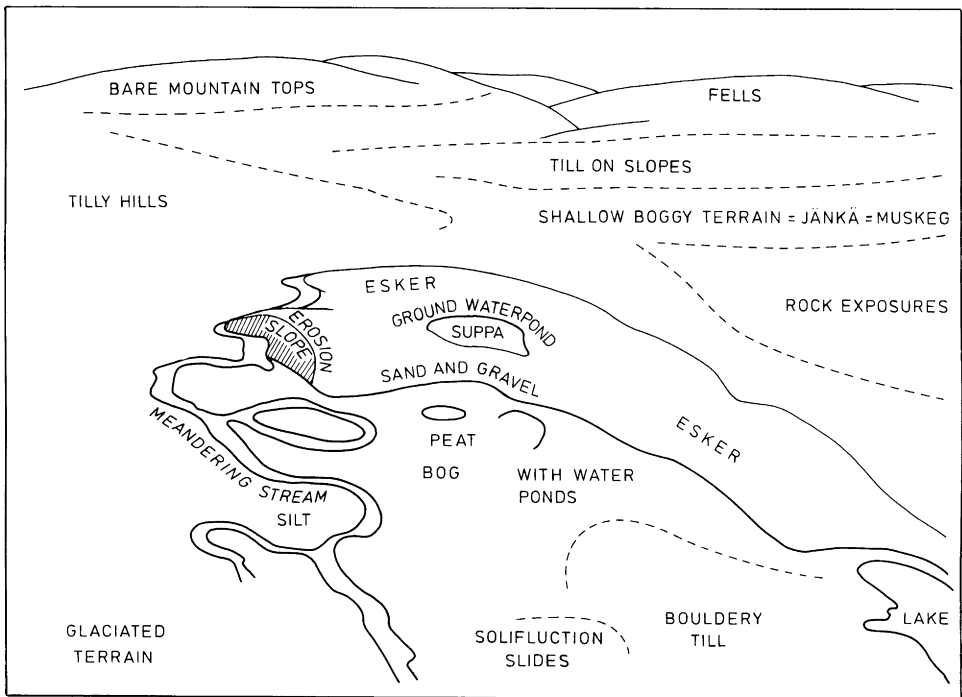 BARE MOUNTAIN TOPS
FELLS
TILL ON SLOPES
TILLY HILLS
SHALLOW BOGGY TERRAIN = JÄNKÄ = MUSKEG
ESKER
ROCK EXPOSURES
GROUND WATERPOND
SUPPA
EROSION
SLOPE
SAND AND GRAVEL
ESKER
MEANDERING STREAM
SILT
PEAT
BOG
WITH WATER
PONDS
GLACIATED
TERRAIN
SOLIFLUCTION
SLIDES
BOULDERY
TILL
LAKE